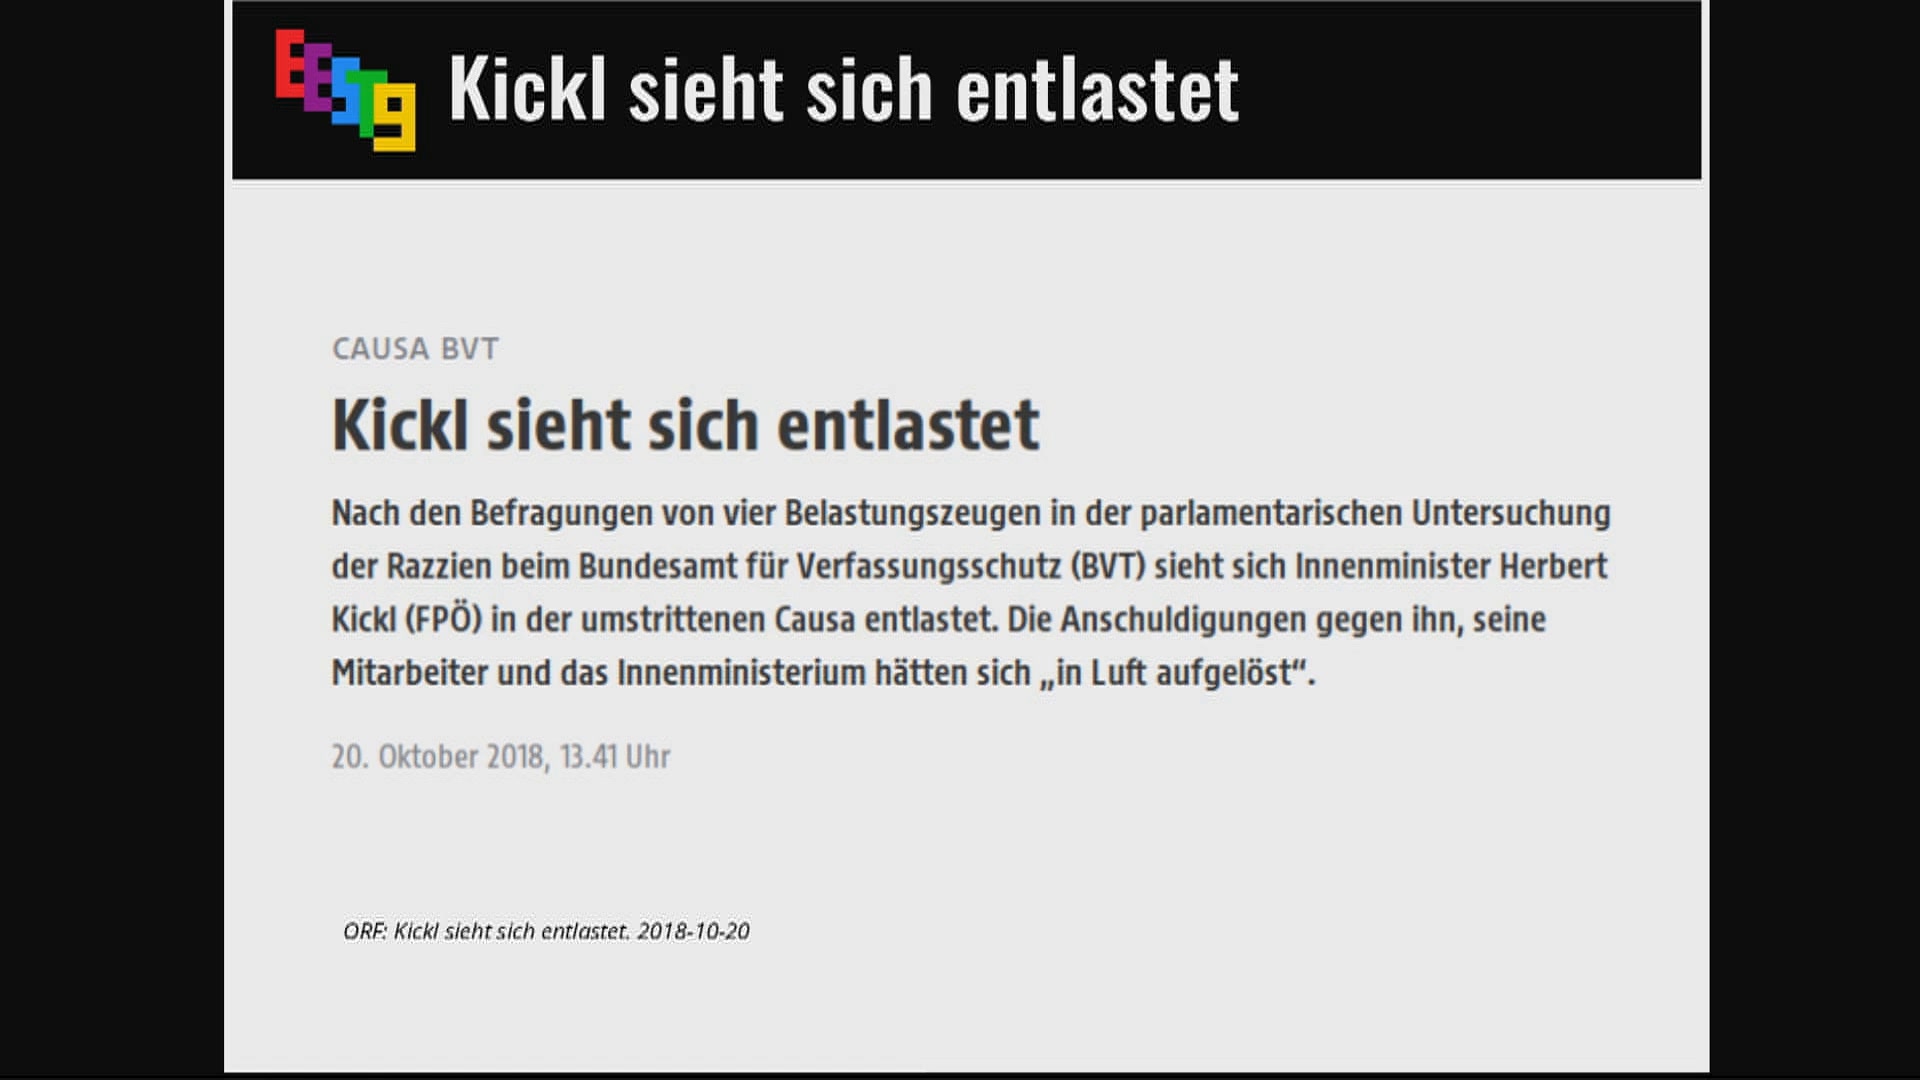 EESTg
Kickl sieht sich entlastet
CAUSA BVT
Kickl sieht sich entlastet
Nach den Befragungen von vier Belastungszeugen in der parlamentarischen Untersuchung
der Razzien beim Bundesamt für Verfassungsschutz (BVT) sieht sich Innenminister Herbert
Kickl (FPÖ) in der umstrittenen Causa entlastet. Die Anschuldigungen gegen ihn, seine
Mitarbeiter und das Innenministerium hätten sich „in Luft aufgelöst“.
20. Oktober 2018, 13.41 Uhr
ORF: Kickl sieht sich entlastet. 2018-10-20